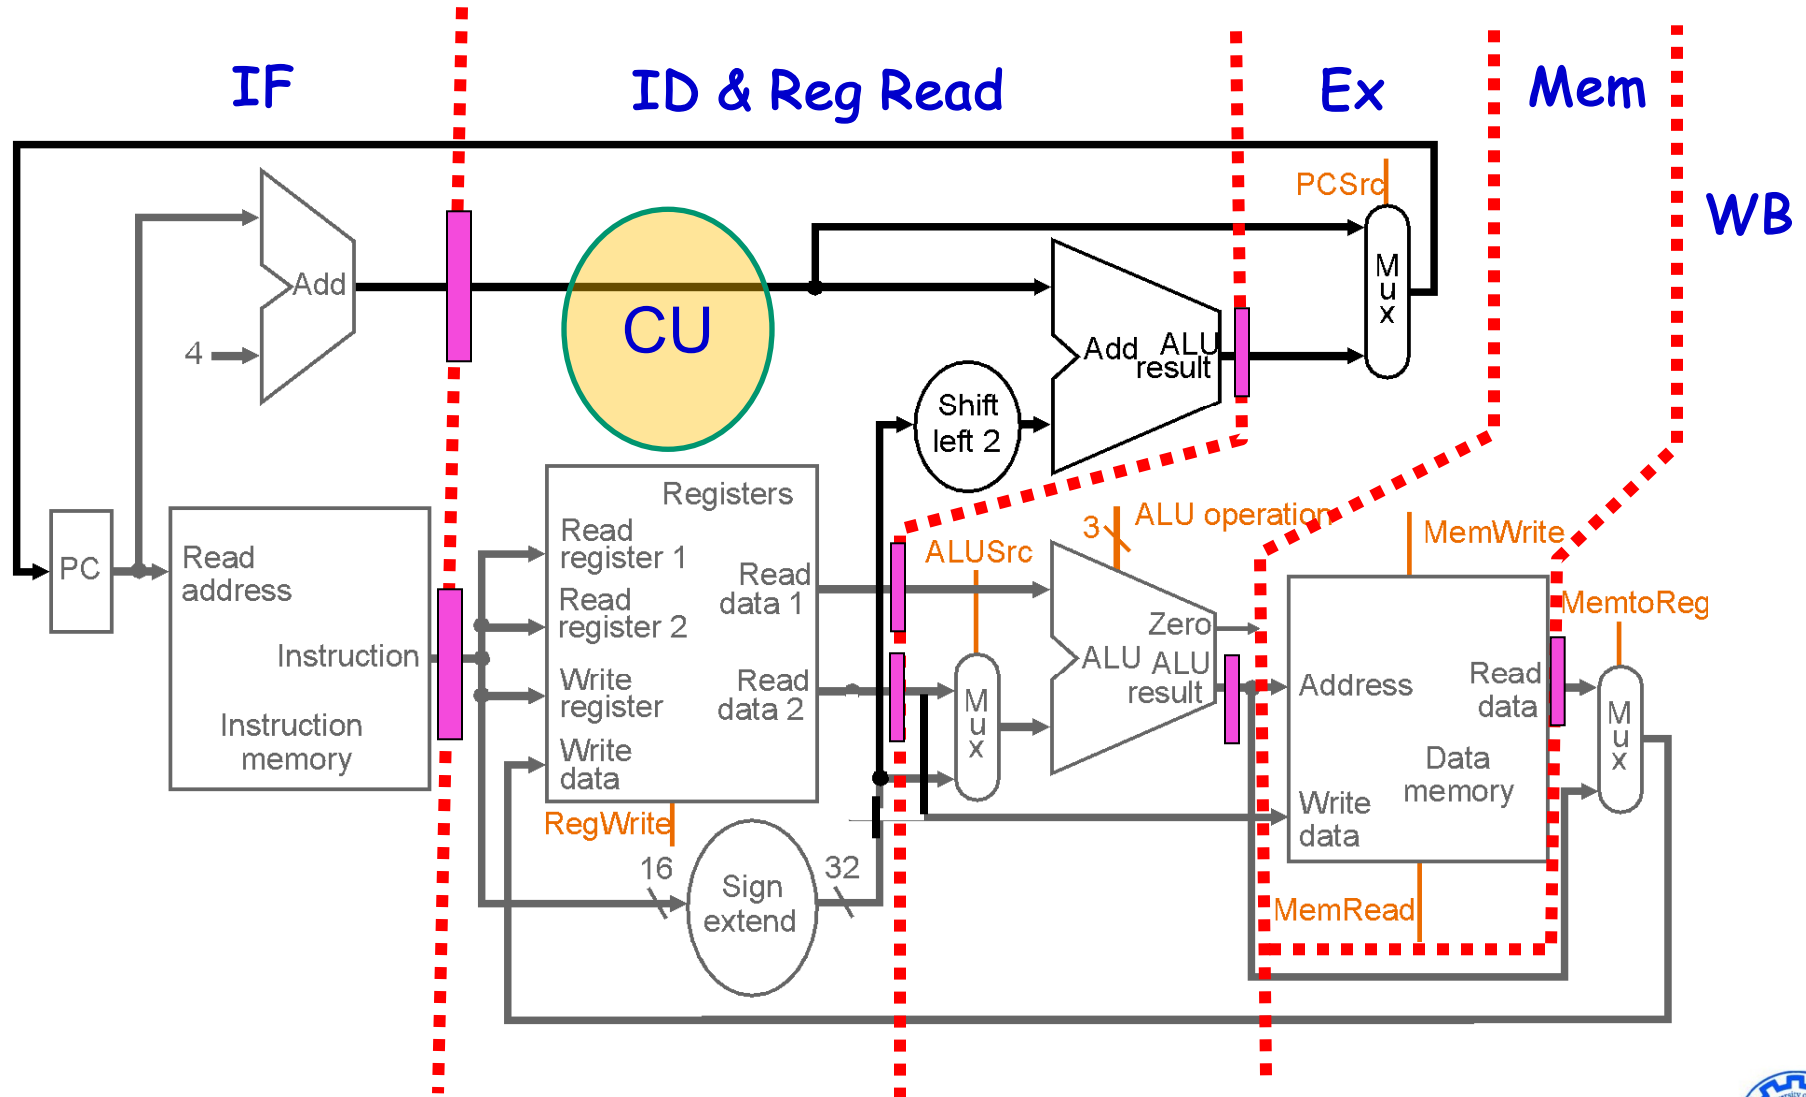 IF
ID & Reg Read
Ex
Mem
WB
PCSrc
Add
4
CU
M
u
x
Add
ALU
result
Shift
left 2
PC
Read
address
Instruction
Instruction
memory
Registers
Read
register 1
Read
register 2
Write
register
Write
data
Read
data 1
Read
data 2
RegWrite
16
Sign
extend
32
ALUSrc
M
u
x
3
ALU operation
Zero
ALU
ALU
result
MemWrite
Address
Read
data
Data
memory
Write
data
MemRead
MemtoReg
M
u
x